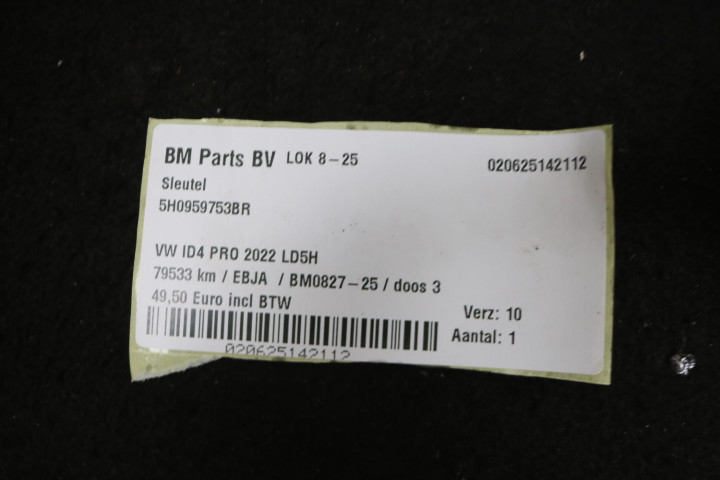 BM Parts BV LOK 8-25 020625142112
Sleutel
5H0959753BR
VW ID4 PRO 2022 LD5H
79533 km / EBJA / BM0827-25 / doos 3
49,50 Euro incl BTW Verz: 10
Aantal: 1
020625142112